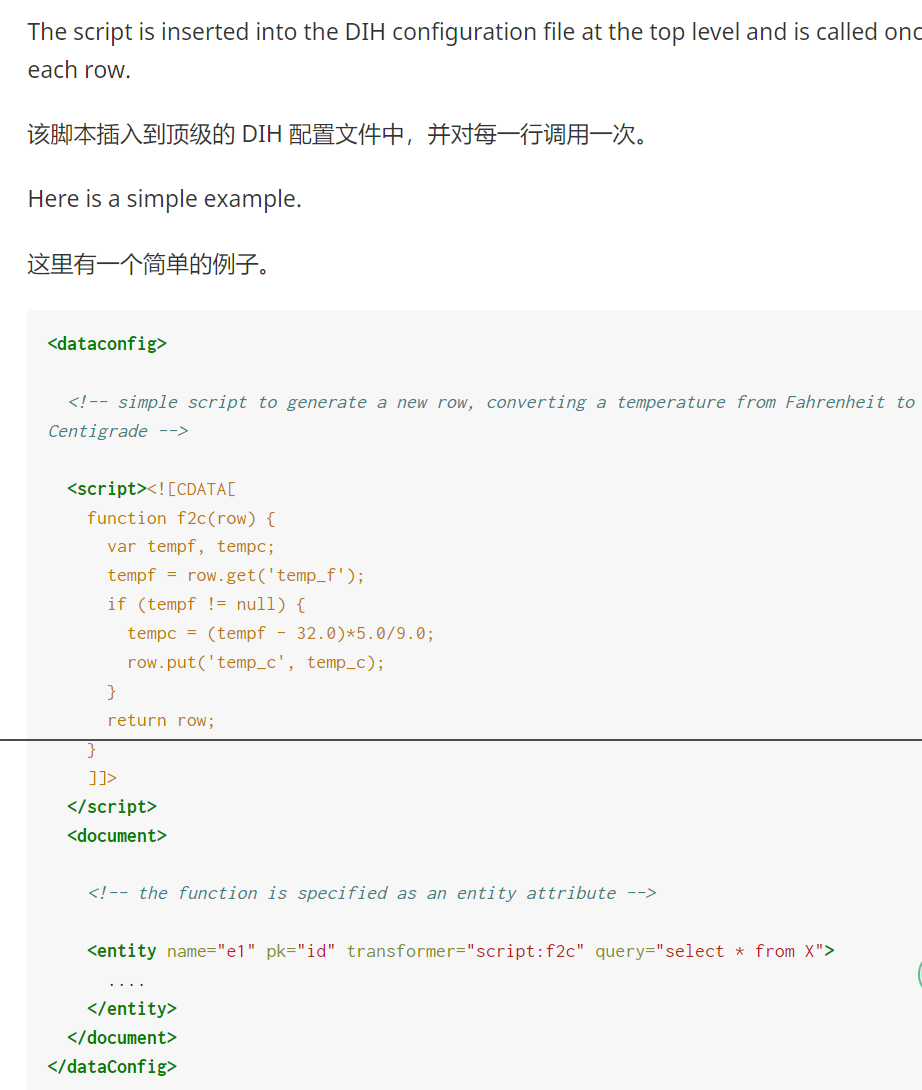 The script is inserted into the DIH configuration file at the top level and is called
each row.
该脚本插入到顶级的 DIH 配置文件中，并对每一行调用一次。
Here is a simple example.
这里有一个简单的例子。
<dataconfig>
<!-- simple script to generate a new row, converting a temperature from Fahrenheit to
Centigrade -->
<script><![CDATA[
function f2c(row) {
var tempf, tempc;
tempf = row.get('temp_f');
if (tempf != null) {
tempc = (tempf - 32.0)*5.0/9.0;
row.put('temp_c', temp_c);
}
return row;
}
]]>
</script>
<document>
<!-- the function is specified as an entity attribute -->
<entity name="e1" pk="id" transformer="script:f2c" query="select * from X">
....
</entity>
</document>
</dataConfig>